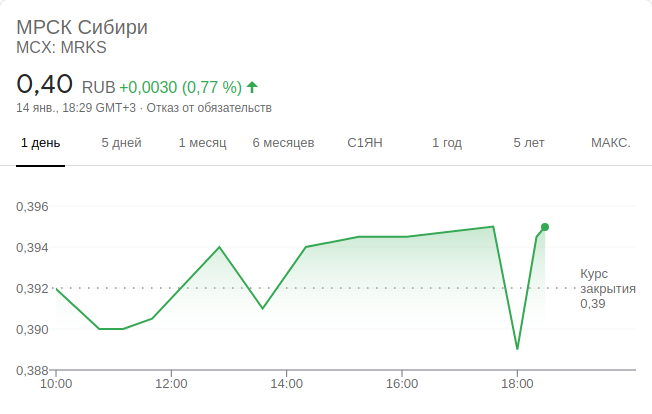 МРСК Сибири
MCX: MRKS
0,40 RUB +0,0030 (0,77 %)
14 янв., 18:29 GMT+3 · Отказ от обязательств
1 день 5 дней 1 месяц 6 месяцев С1ЯН 1 год 5 лет МАКС.
0,396
0,394
0,392
0,390
0,388
Курс
закрытия
0,39
10:00 12:00 14:00 16:00 18:00